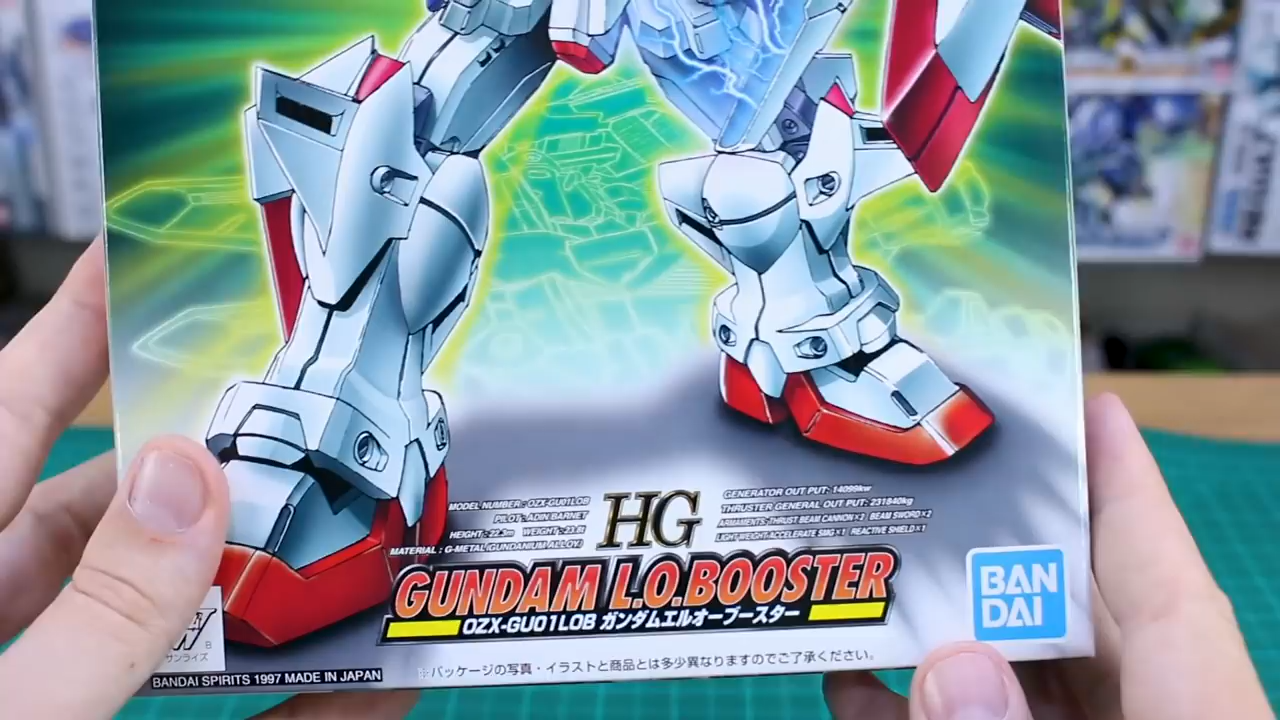 MODEL NUMBER : OZX-GU01LOB
PILOT : ADIN BARNET
HEIGHT : 22.3m WEIGHT :
MATERIAL : G-METAL (GUNDANIUM ALLOY)
HG
GENERATOR OUT PUT : 14099kw
THRUSTER GENERAL OUT PUT : 231840kg
ARMAMENTS : THRUST BEAM CANNON×2 BEAM SWORD×2
LIGHT WEIGHT ACCELERATE SMG×1 REACTIVE SHIELD×1
GUNDAM L.O.BOOSTER
OZX-GU01LOB ガンダムエルオーブースター
BAN
DAI
サンライズ
※パッケージの写真・イラストと商品とは多少異なりますのでご了承ください。
BANDAI SPIRITS 1997 MADE IN JAPAN